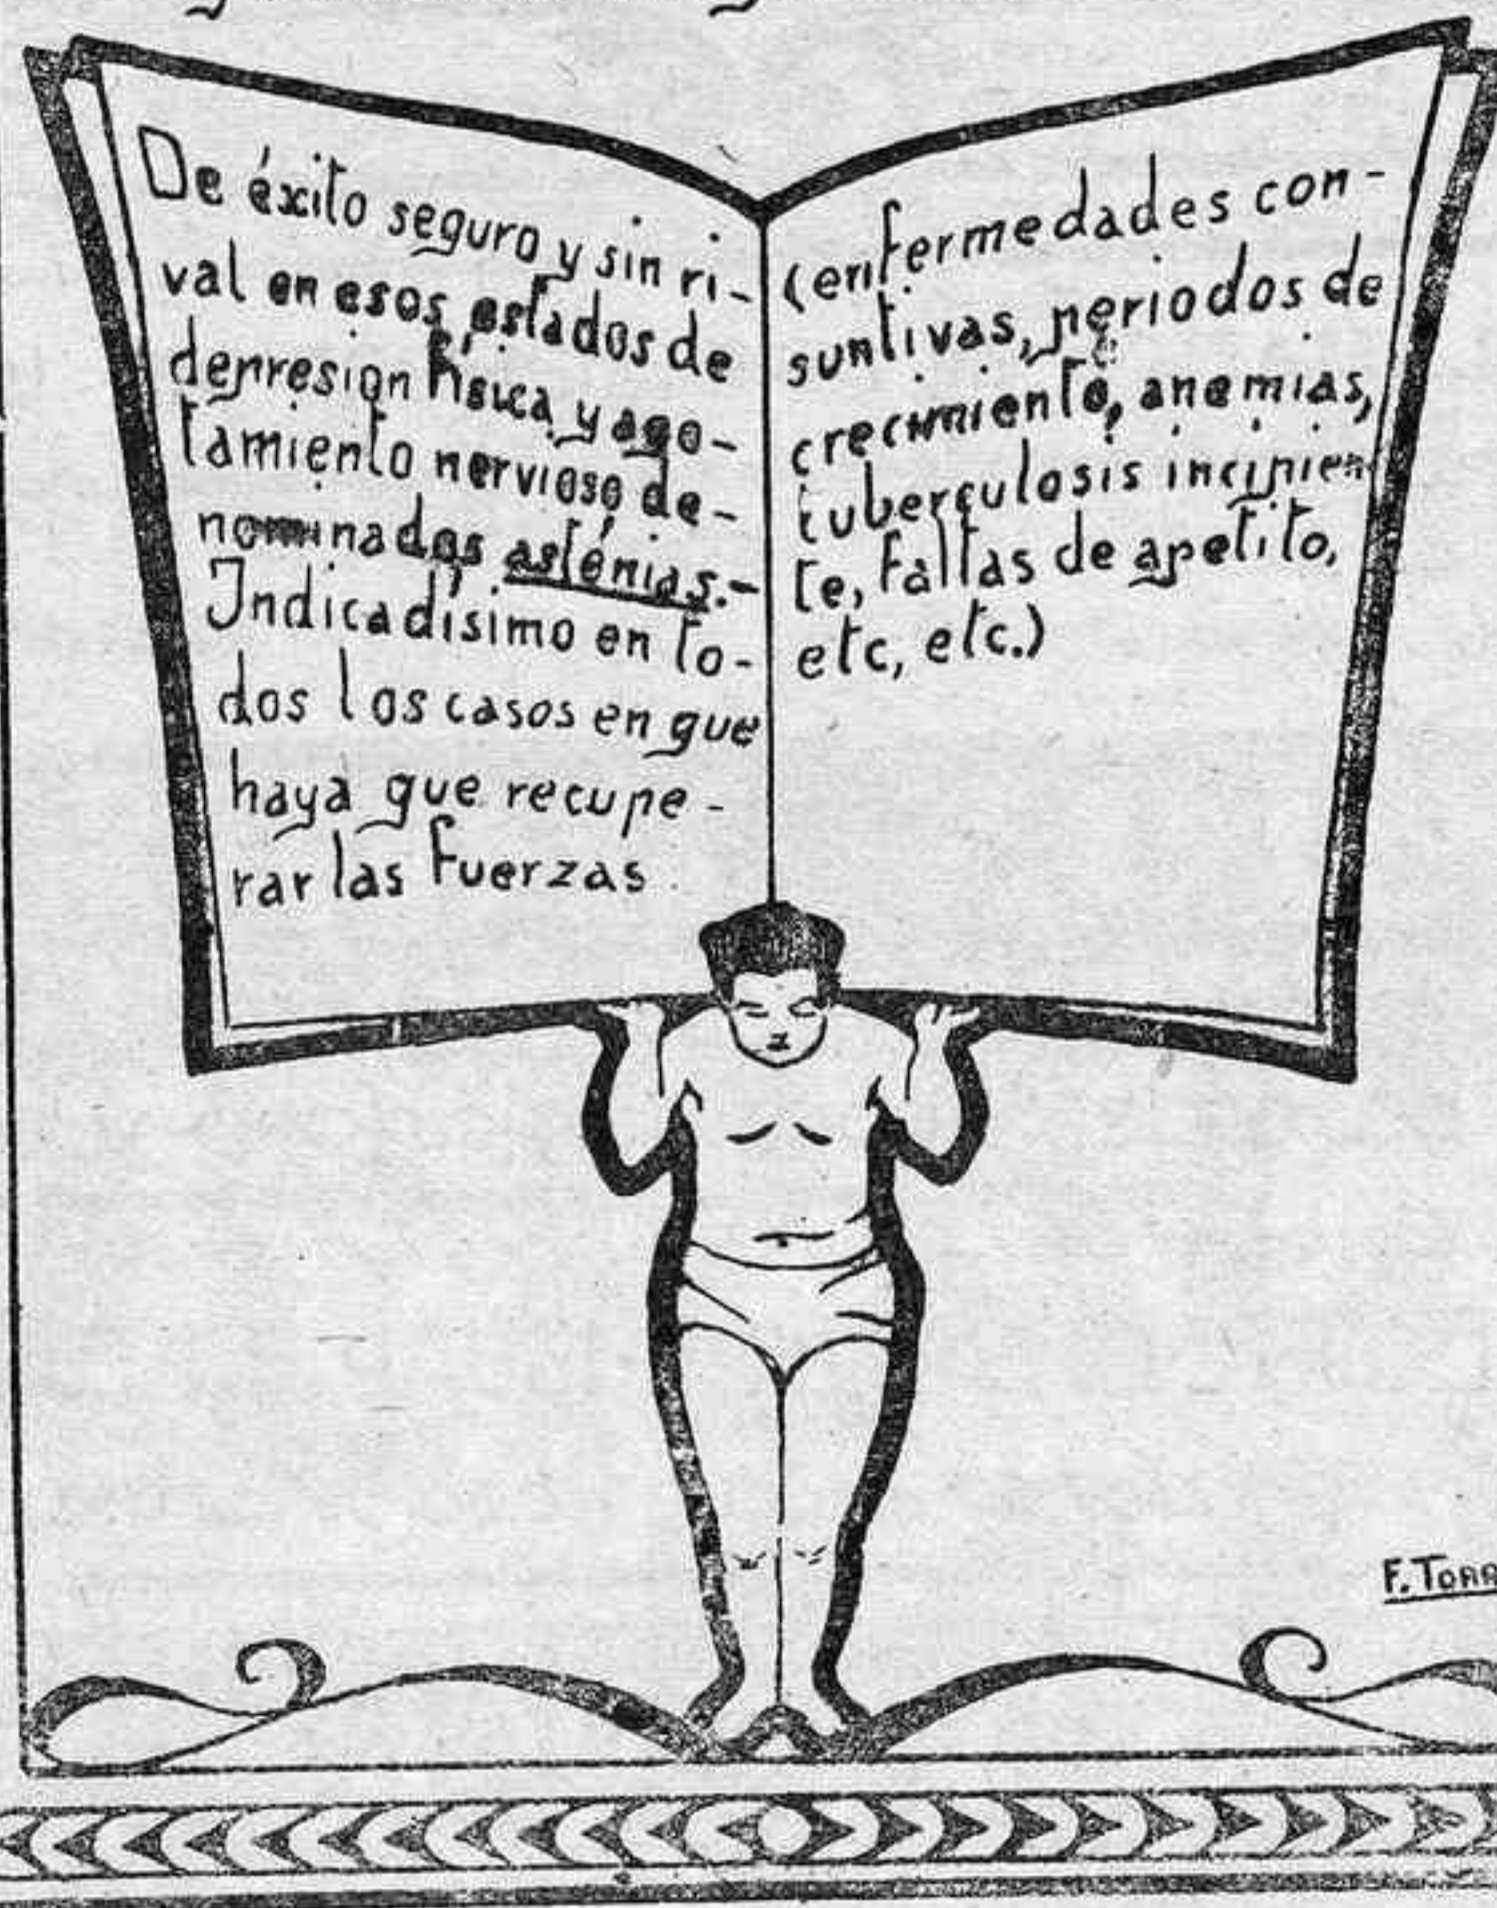 De éxito seguro y sin ri-
val en esos estados de
depresion física y ago-
tamiento nervioso de-
nominados asténias.-
Indicadísimo en to-
dos los casos en que
haya que recupe-
rar las fuerzas
(enfermedades con-
suntivas, periodos de
crecimiento, anemias,
tuberculosis incipien
te, faltas de apetito,
etc, etc.)
F. TORR